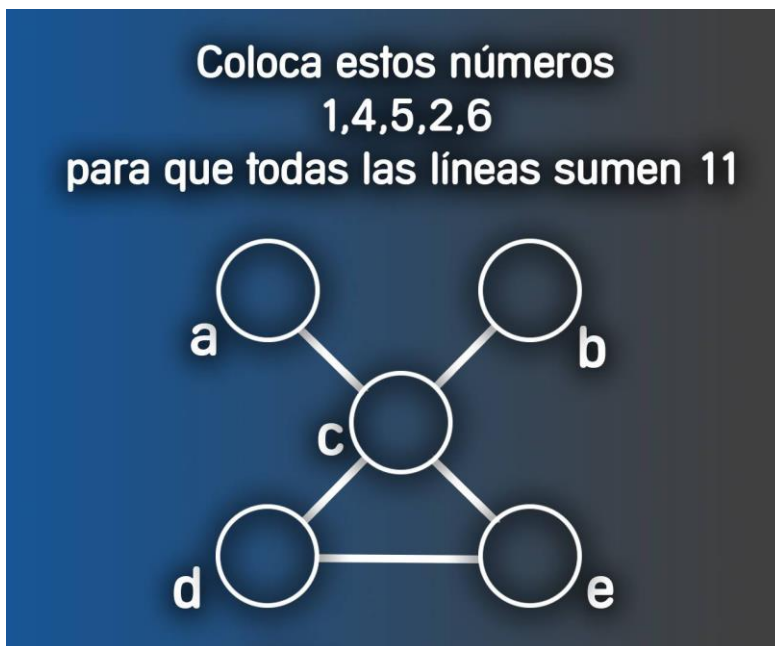 Coloca estos números
1,4,5,2,6
para que todas las líneas sumen 11
a
b
c
d
e